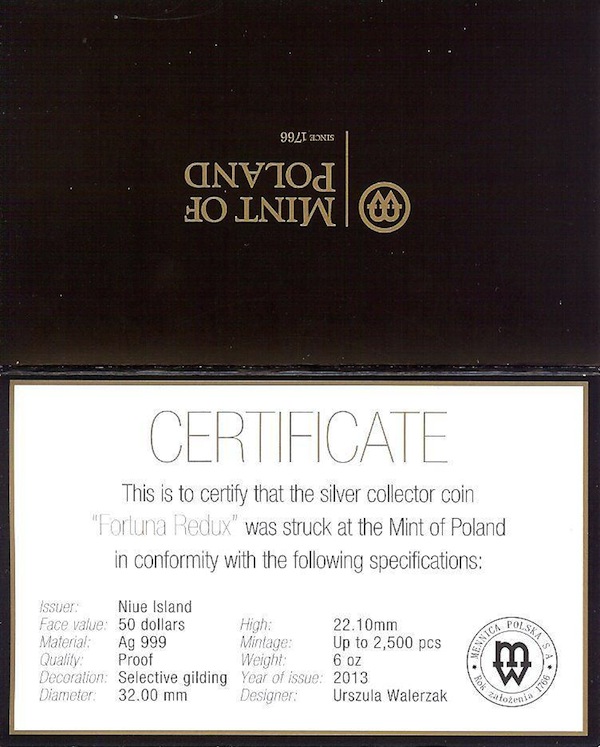 MINT OF
POLAND
SINCE 1766
CERTIFICATE
This is to certify that the silver collector coin
"Fortuna Redux" was struck at the Mint of Poland
in conformity with the following specifications:
Issuer: Niue Island
Face value: 50 dollars
Material: Ag 999
Quality: Proof
Decoration: Selective gilding
Diameter: 32.00 mm
High: 22.10mm
Mintage: Up to 2,500 pcs
Weight: 6 oz
Year of issue: 2013
Designer: Urszula Walerzak
MENNICA POLSKA S.A.
Rok założenia 1766